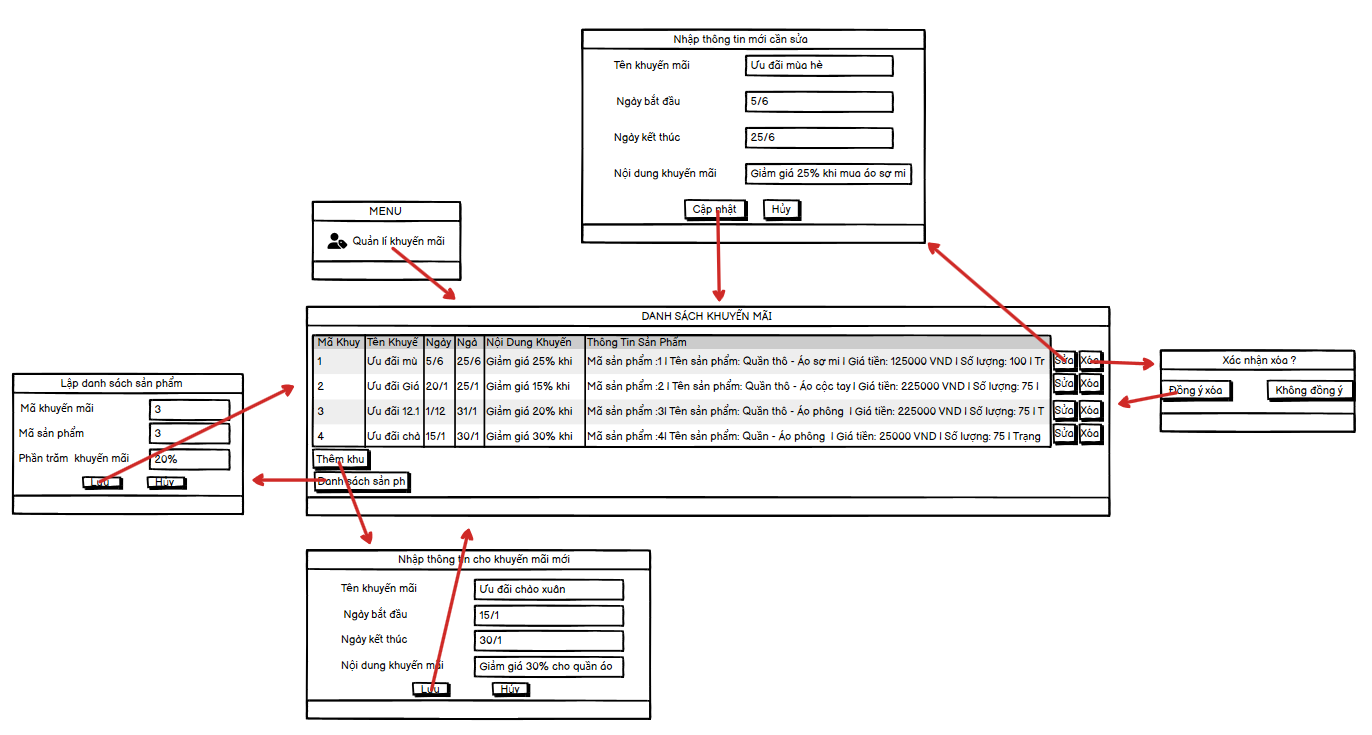 Nhập thông tin mới cần sửa
Tên khuyến mãi Ưu đãi mùa hè
Ngày bắt đầu 5/6
Ngày kết thúc 25/6
Nội dung khuyến mãi Giảm giá 25% khi mua áo sơ mi
Cập nhật Hủy
MENU
Quản lí khuyến mãi
DANH SÁCH KHUYẾN MÃI
Mã Khuy Tên Khuyế Ngày Ngà Nội Dung Khuyến Thông Tin Sản Phẩm
1 Ưu đãi mù 5/6 25/6 Giảm giá 25% khi Mã sản phẩm :1 | Tên sản phẩm: Quần thô - Áo sơ mi | Giá tiền: 125000 VND | Số lượng: 100 | Tr Sửa Xóa
2 Ưu đãi Giá 20/1 25/1 Giảm giá 15% khi Mã sản phẩm :2 | Tên sản phẩm: Quần thô - Áo cộc tay | Giá tiền: 225000 VND | Số lượng: 75 | Sửa Xóa
3 Ưu đãi 12.1 1/12 31/1 Giảm giá 20% khi Mã sản phẩm :3| Tên sản phẩm: Quần thô - Áo phông | Giá tiền: 225000 VND | Số lượng: 75 | T Sửa Xóa
4 Ưu đãi chà 15/1 30/1 Giảm giá 30% khi Mã sản phẩm :4| Tên sản phẩm: Quần - Áo phông | Giá tiền: 25000 VND | Số lượng: 75 | Trạng Sửa Xóa
Thêm khu
Danh sách sản ph
Xác nhận xóa ?
Đồng ý xóa Không đồng ý
Lập danh sách sản phẩm
Mã khuyến mãi 3
Mã sản phẩm 3
Phần trăm khuyến mãi 20%
Lưu Hủy
Nhập thông tin cho khuyến mãi mới
Tên khuyến mãi Ưu đãi chào xuân
Ngày bắt đầu 15/1
Ngày kết thúc 30/1
Nội dung khuyến mãi Giảm giá 30% cho quần áo
Lưu Hủy